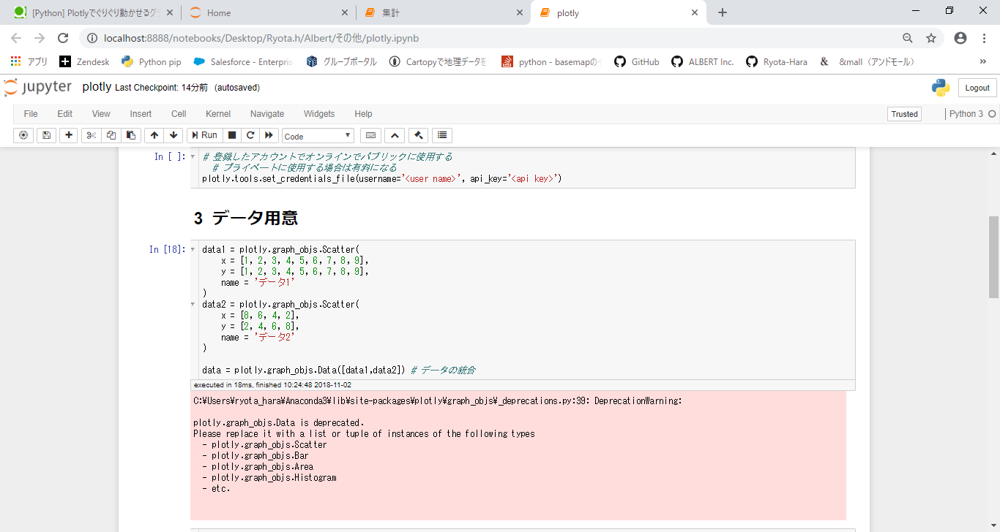 [Python] Plotlyでぐりぐり動かせるグ
Home
集計
plotly
localhost:8888/notebooks/Desktop/Ryota.h/Albert/その他/plotly.ipynb
アプリ
Zendesk
Python pip
Salesforce - Enterpris
グループポータル
Cartopyで地理データを
python - basemapの
GitHub
ALBERT Inc.
Ryota-Hara
&
&mall（アンドモール）
»
jupyter
plotly Last Checkpoint: 14分前 (autosaved)
Logout
File Edit View Insert Cell Kernel Navigate Widgets Help
Trusted
Python 3
Run
Code
In [ ]:
# 登録したアカウントでオンラインでパブリックに使用する
# プライベートに使用する場合は有料になる
plotly.tools.set_credentials_file(username='<user name>', api_key='<api key>')
3 データ用意
In [18]:
data1 = plotly.graph_objs.Scatter(
x = [1, 2, 3, 4, 5, 6, 7, 8, 9],
y = [1, 2, 3, 4, 5, 6, 7, 8, 9],
name = 'データ1'
)
data2 = plotly.graph_objs.Scatter(
x = [8, 6, 4, 2],
y = [2, 4, 6, 8],
name = 'データ2'
)
data = plotly.graph_objs.Data([data1,data2]) # データの統合
executed in 18ms, finished 10:24:48 2018-11-02
C:¥Users¥ryota_hara¥Anaconda3¥lib¥site-packages¥plotly¥graph_objs¥_deprecations.py:39: DeprecationWarning:
plotly.graph_objs.Data is deprecated.
Please replace it with a list or tuple of instances of the following types
- plotly.graph_objs.Scatter
- plotly.graph_objs.Bar
- plotly.graph_objs.Area
- plotly.graph_objs.Histogram
- etc.